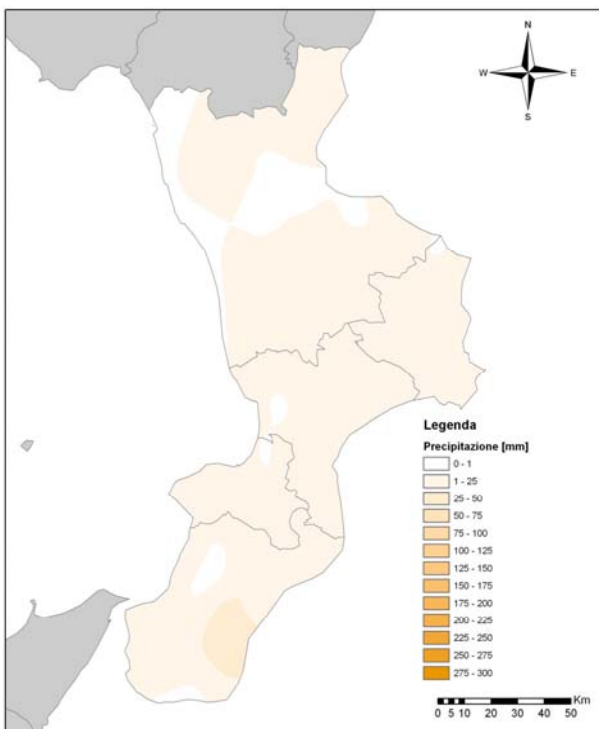 N
W E
S
Legenda
Precipitazione [mm]
0 - 1
1 - 25
25 - 50
50 - 75
75 - 100
100 - 125
125 - 150
150 - 175
175 - 200
200 - 225
225 - 250
250 - 275
275 - 300
Km
0 5 10 20 30 40 50